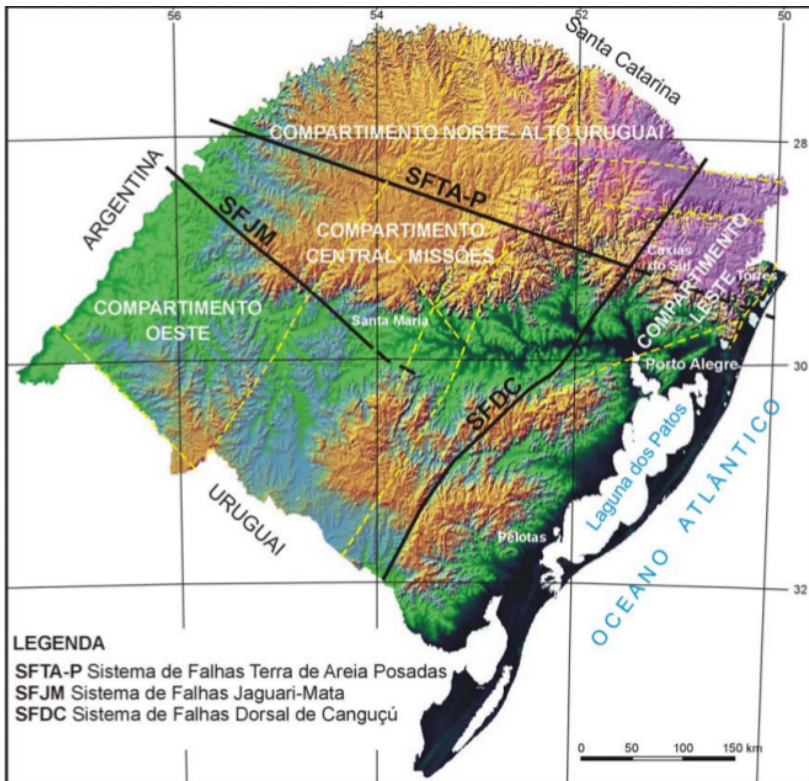 56
54
52
50
Santa Catarina
COMPARTIMENTO NORTE- ALTO URUGUAI
28
ARGENTINA
SFTA-P
SFJM
COMPARTIMENTO
CENTRAL- MISSÕES
Caxias
do Sul
COMPARTIMENTO
LESTE
Torres
COMPARTIMENTO
OESTE
Santa Maria
30
Porto Alegre
SFDC
Laguna dos Patos
URUGUAI
Pelotas
OCEANO ATLÂNTICO
32
LEGENDA
SFTA-P Sistema de Falhas Terra de Areia Posadas
SFJM Sistema de Falhas Jaguari-Mata
SFDC Sistema de Falhas Dorsal de Canguçú
0 50 100 150 km